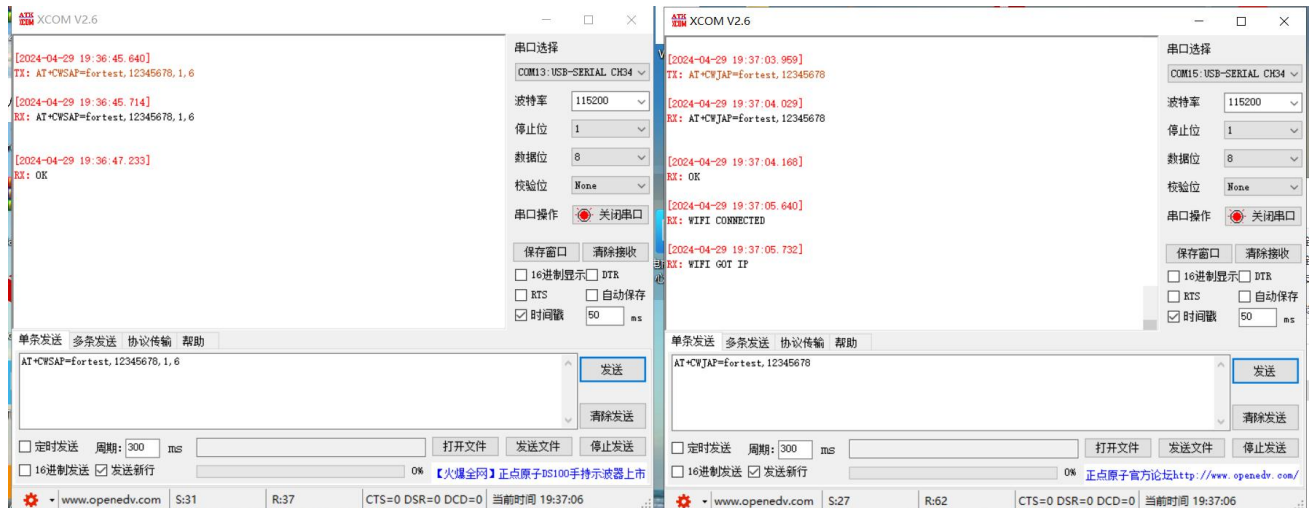 XCOM V2.6
[2024-04-29 19:36:45.640]
TX: AT+CWSAP=fortest,12345678,1,6
[2024-04-29 19:36:45.714]
RX: AT+CWSAP=fortest,12345678,1,6
[2024-04-29 19:36:47.233]
RX: OK
串口选择
COM13:USB-SERIAL CH34
波特率 115200
停止位 1
数据位 8
校验位 None
串口操作 关闭串口
保存窗口 清除接收
16进制显示 DTR
RTS 自动保存
时间戳 50 ms
单条发送 多条发送 协议传输 帮助
AT+CWSAP=fortest,12345678,1,6
发送
清除发送
定时发送 周期: 300 ms 打开文件 发送文件 停止发送
16进制发送 发送新行 0% 【火爆全网】正点原子DS100手持示波器上市
www.openedv.com S:31 R:37 CTS=0 DSR=0 DCD=0 当前时间 19:37:06
XCOM V2.6
[2024-04-29 19:37:03.959]
TX: AT+CWJAP=fortest,12345678
[2024-04-29 19:37:04.029]
RX: AT+CWJAP=fortest,12345678
[2024-04-29 19:37:04.168]
RX: OK
[2024-04-29 19:37:05.640]
RX: WIFI CONNECTED
[2024-04-29 19:37:05.732]
RX: WIFI GOT IP
串口选择
COM15:USB-SERIAL CH34
波特率 115200
停止位 1
数据位 8
校验位 None
串口操作 关闭串口
保存窗口 清除接收
16进制显示 DTR
RTS 自动保存
时间戳 50 ms
单条发送 多条发送 协议传输 帮助
AT+CWJAP=fortest,12345678
发送
清除发送
定时发送 周期: 300 ms 打开文件 发送文件 停止发送
16进制发送 发送新行 0% 正点原子官方论坛http://www.openedv.com/
www.openedv.com S:27 R:62 CTS=0 DSR=0 DCD=0 当前时间 19:37:06